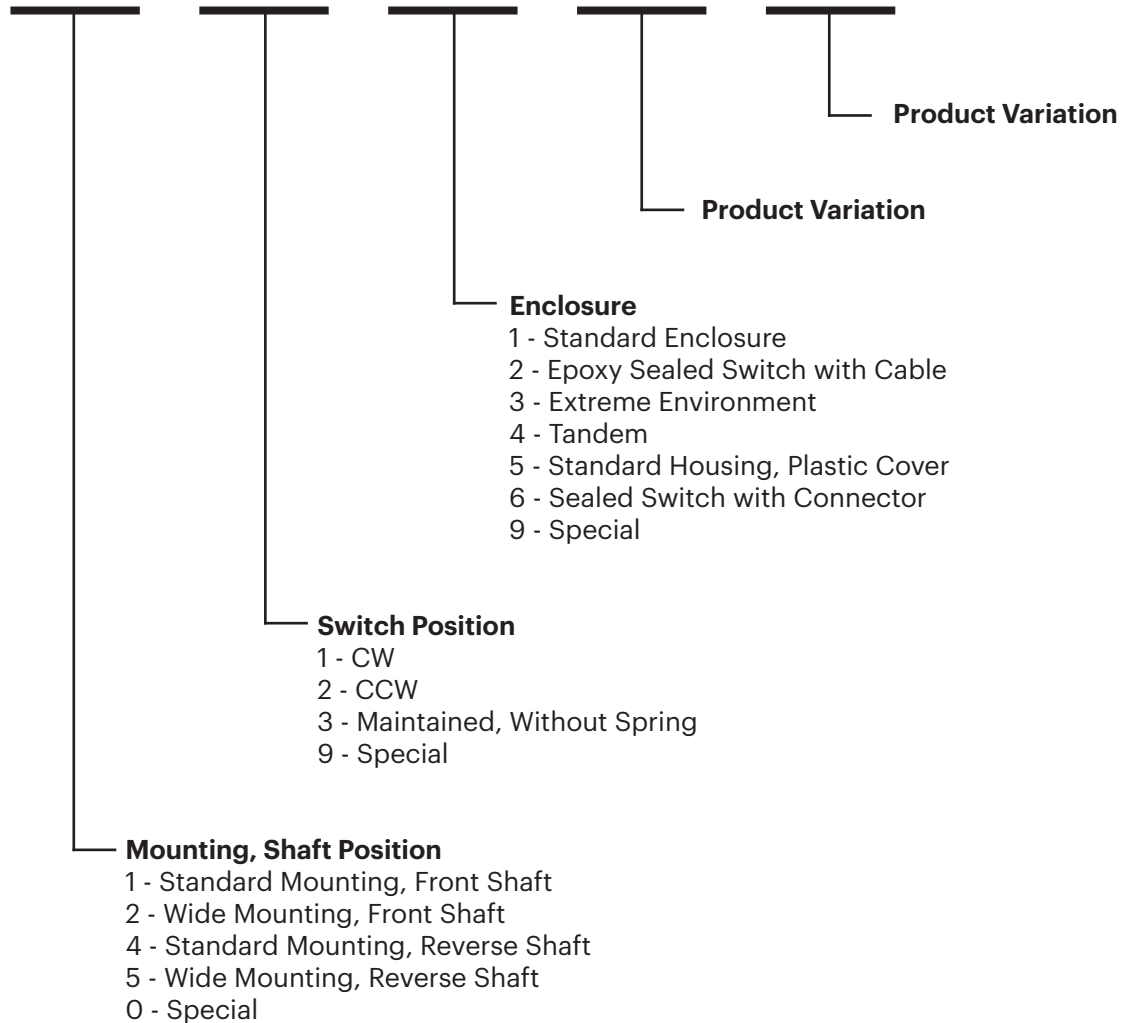 Product Variation
Product Variation
Enclosure
1 - Standard Enclosure
2 - Epoxy Sealed Switch with Cable
3 - Extreme Environment
4 - Tandem
5 - Standard Housing, Plastic Cover
6 - Sealed Switch with Connector
9 - Special
Switch Position
1 - CW
2 - CCW
3 - Maintained, Without Spring
9 - Special
Mounting, Shaft Position
1 - Standard Mounting, Front Shaft
2 - Wide Mounting, Front Shaft
4 - Standard Mounting, Reverse Shaft
5 - Wide Mounting, Reverse Shaft
0 - Special